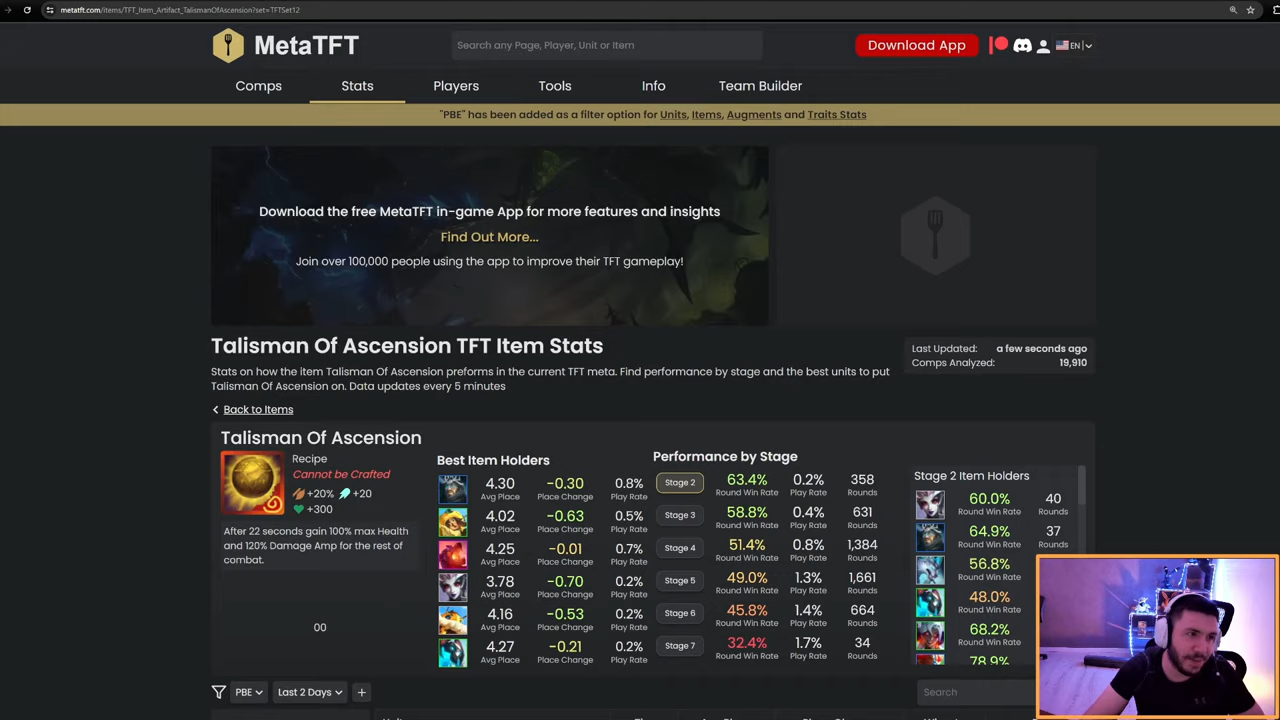 metatft.com/items/TFT_Item_Artifact_TalismanOfAscension?set=TFTSet12
MetaTFT
Search any Page, Player, Unit or Item
Download App
EN
Comps
Stats
Players
Tools
Info
Team Builder
"PBE" has been added as a filter option for Units, Items, Augments and Traits Stats
Download the free MetaTFT in-game App for more features and insights
Find Out More...
Join over 100,000 people using the app to improve their TFT gameplay!
Talisman Of Ascension TFT Item Stats
Stats on how the item Talisman Of Ascension preforms in the current TFT meta. Find performance by stage and the best units to put
Talisman Of Ascension on. Data updates every 5 minutes
Last Updated: a few seconds ago
Comps Analyzed: 19,910
Back to Items
Talisman Of Ascension
Recipe
Cannot be Crafted
+20% +20
+300
After 22 seconds gain 100% max Health
and 120% Damage Amp for the rest of
combat.
00
Best Item Holders
4.30 -0.30 0.8%
Avg Place Place Change Play Rate
4.02 -0.63 0.5%
Avg Place Place Change Play Rate
4.25 -0.01 0.7%
Avg Place Place Change Play Rate
3.78 -0.70 0.2%
Avg Place Place Change Play Rate
4.16 -0.53 0.2%
Avg Place Place Change Play Rate
4.27 -0.21 0.2%
Avg Place Place Change Play Rate
Performance by Stage
Stage 2 63.4% 0.2% 358
Round Win Rate Play Rate Rounds
Stage 3 58.8% 0.4% 631
Round Win Rate Play Rate Rounds
Stage 4 51.4% 0.8% 1,384
Round Win Rate Play Rate Rounds
Stage 5 49.0% 1.3% 1,661
Round Win Rate Play Rate Rounds
Stage 6 45.8% 1.4% 664
Round Win Rate Play Rate Rounds
Stage 7 32.4% 1.7% 34
Round Win Rate Play Rate Rounds
Stage 2 Item Holders
60.0% 40
Round Win Rate Rounds
64.9% 37
Round Win Rate Rounds
56.8%
Round Win Rate
48.0%
Round Win Rate
68.2%
Round Win Rate
78.9%
PBE
Last 2 Days
+
Search